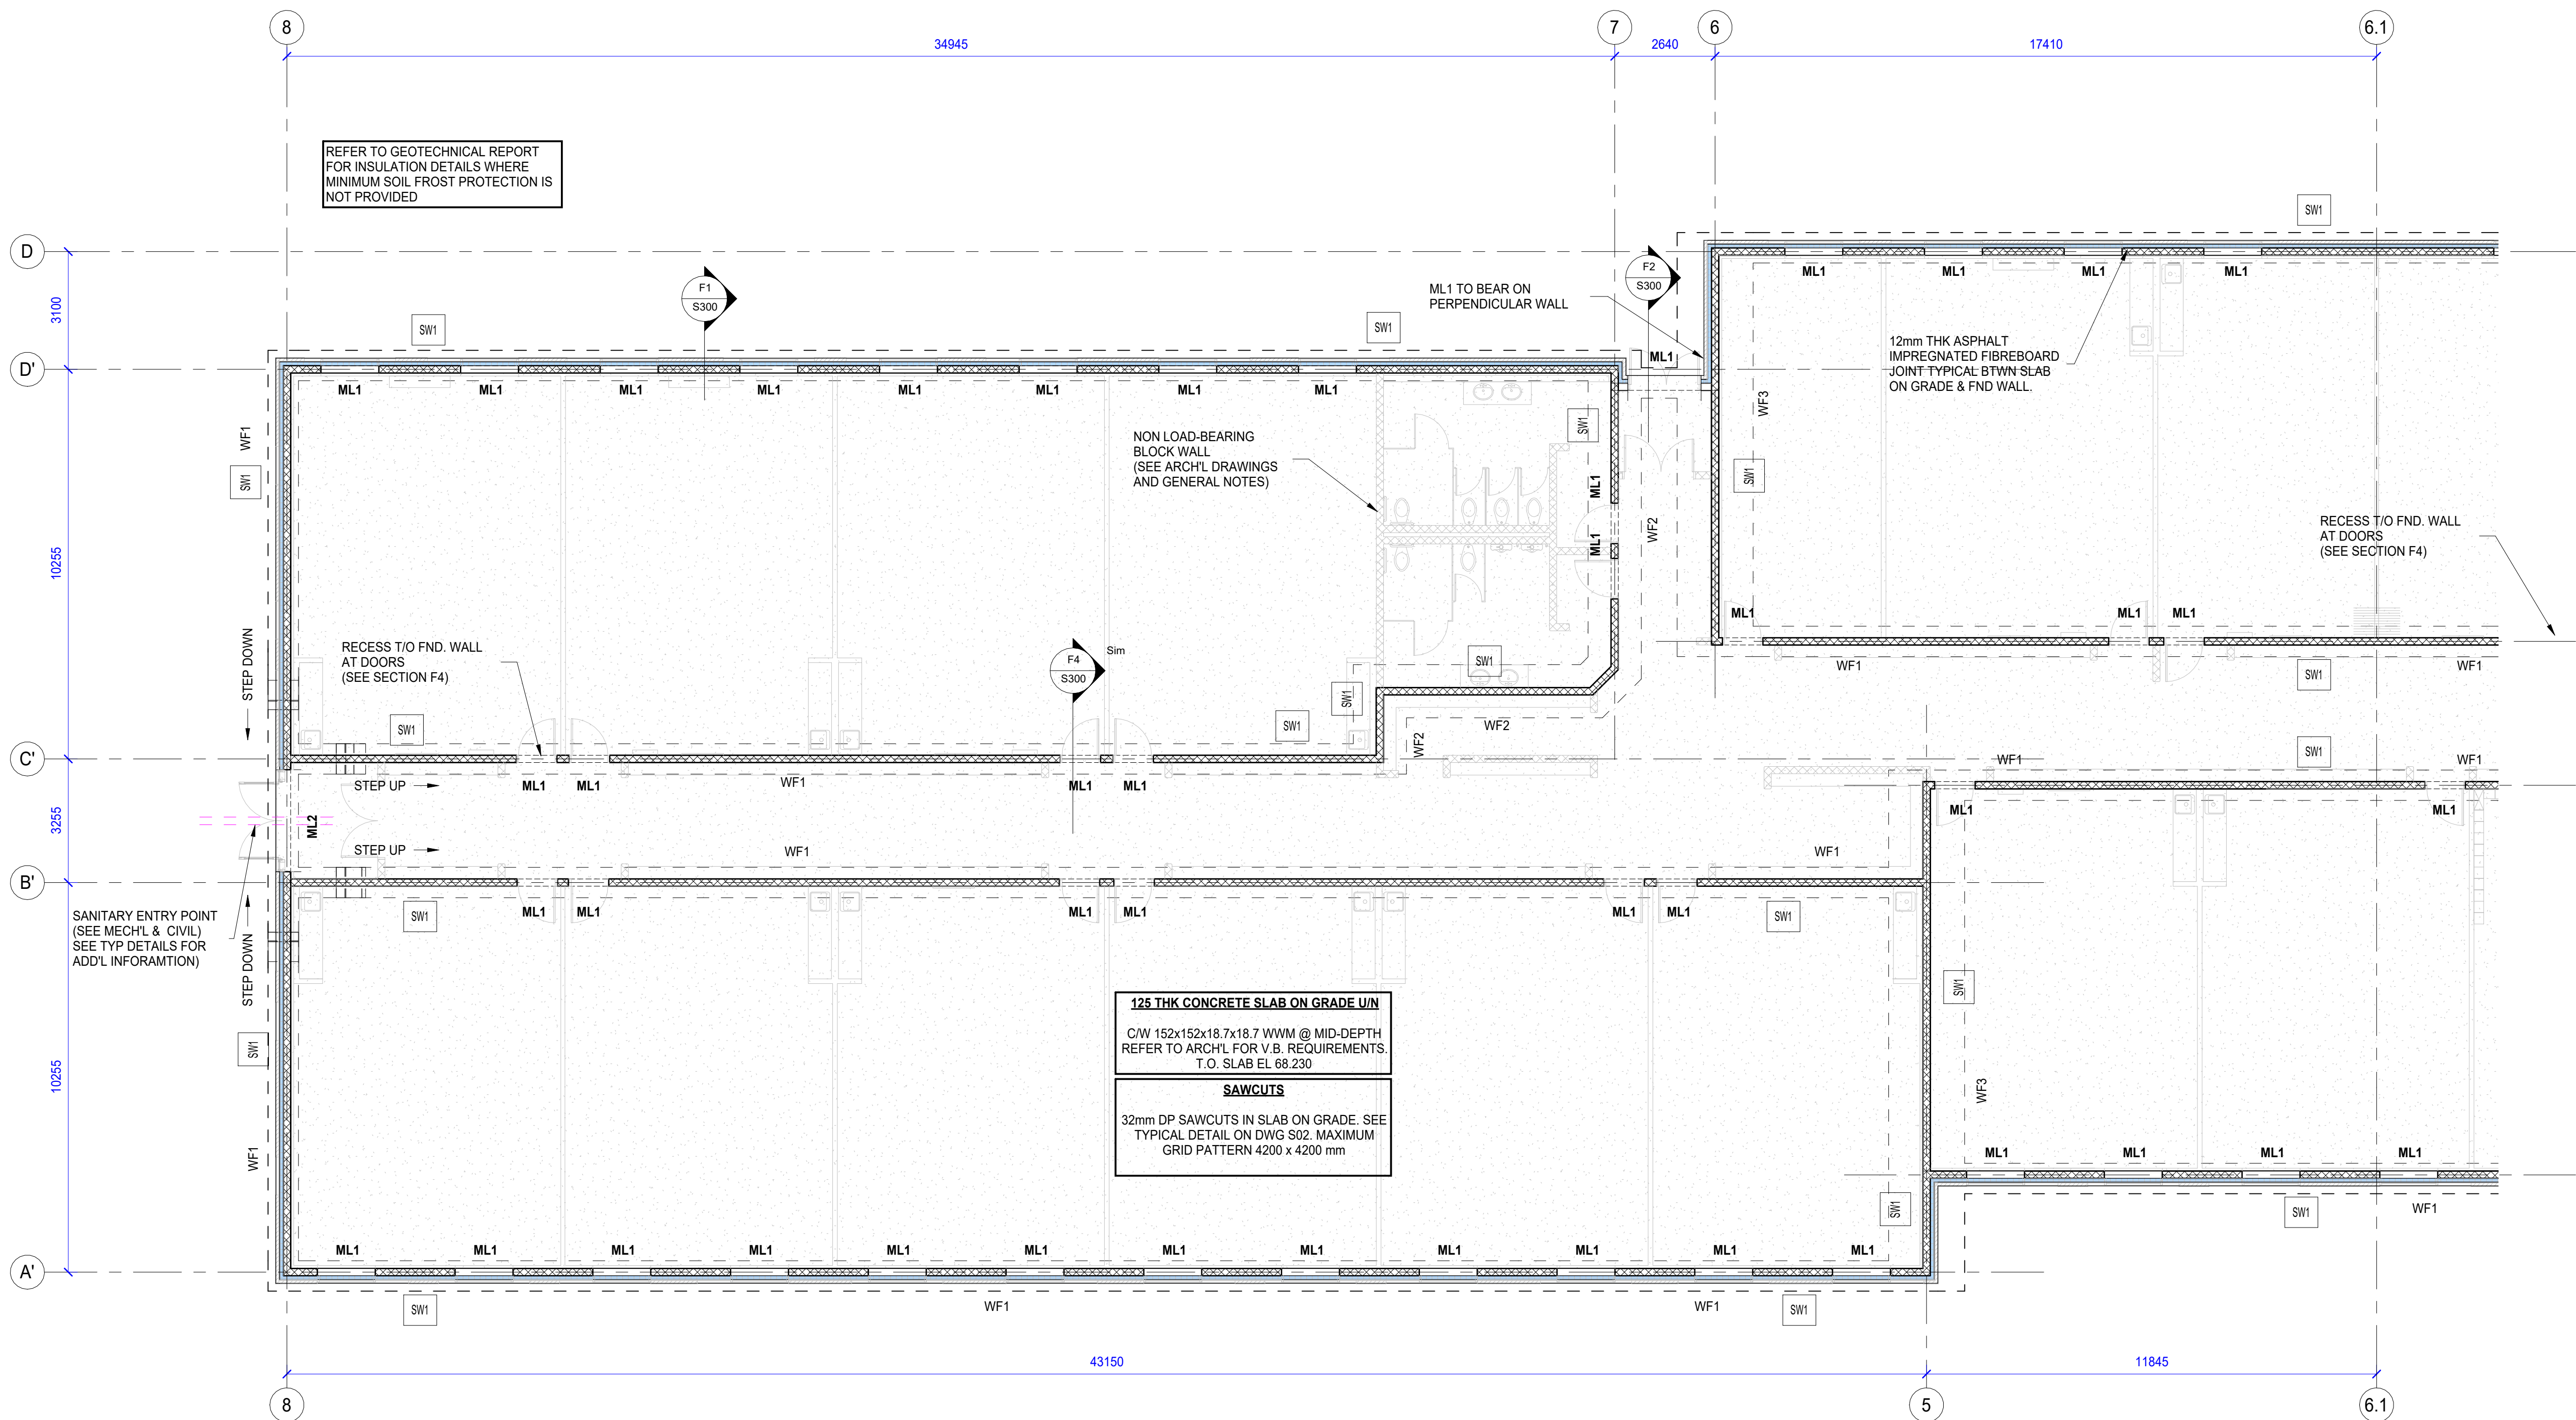 8
7
6
6.1
34945
2640
17410
REFER TO GEOTECHNICAL REPORT
FOR INSULATION DETAILS WHERE
MINIMUM SOIL FROST PROTECTION IS
NOT PROVIDED
SW1
D
F1
S300
F2
S300
ML1 ML1 ML1 ML1
ML1 TO BEAR ON
PERPENDICULAR WALL
3100
SW1
SW1
12mm THK ASPHALT
IMPREGNATED FIBREBOARD
JOINT TYPICAL BTWN SLAB
ON GRADE & FND WALL.
ML1
D'
ML1 ML1 ML1 ML1 ML1 ML1 ML1 ML1
WF3
SW1
WF1
NON LOAD-BEARING
BLOCK WALL
(SEE ARCH'L DRAWINGS
AND GENERAL NOTES)
SW1
SW1
ML1
ML1
WF2
RECESS T/O FND. WALL
AT DOORS
(SEE SECTION F4)
10255
ML1 ML1 ML1
STEP DOWN
RECESS T/O FND. WALL
AT DOORS
(SEE SECTION F4)
F4
S300
Sim
SW1
WF1
SW1
WF1
SW1
SW1
SW1
WF2
WF2
SW1
C'
WF1
WF1
STEP UP
ML1 ML1
WF1
ML1 ML1
ML1
ML1
3255
ML2
STEP UP
WF1
WF1
B'
SANITARY ENTRY POINT
(SEE MECH'L & CIVIL)
SEE TYP DETAILS FOR
ADD'L INFORAMTION)
STEP DOWN
SW1
ML1 ML1
ML1 ML1
ML1 ML1
SW1
SW1
125 THK CONCRETE SLAB ON GRADE U/N
C/W 152x152x18.7x18.7 WWM @ MID-DEPTH
REFER TO ARCH'L FOR V.B. REQUIREMENTS.
T.O. SLAB EL 68.230
SAWCUTS
32mm DP SAWCUTS IN SLAB ON GRADE. SEE
TYPICAL DETAIL ON DWG S02. MAXIMUM
GRID PATTERN 4200 x 4200 mm
SW1
10255
WF3
WF1
ML1 ML1 ML1 ML1
SW1
SW1
WF1
ML1 ML1 ML1 ML1 ML1 ML1 ML1 ML1 ML1 ML1 ML1 ML1
A'
SW1
WF1
WF1
SW1
43150
11845
8
5
6.1